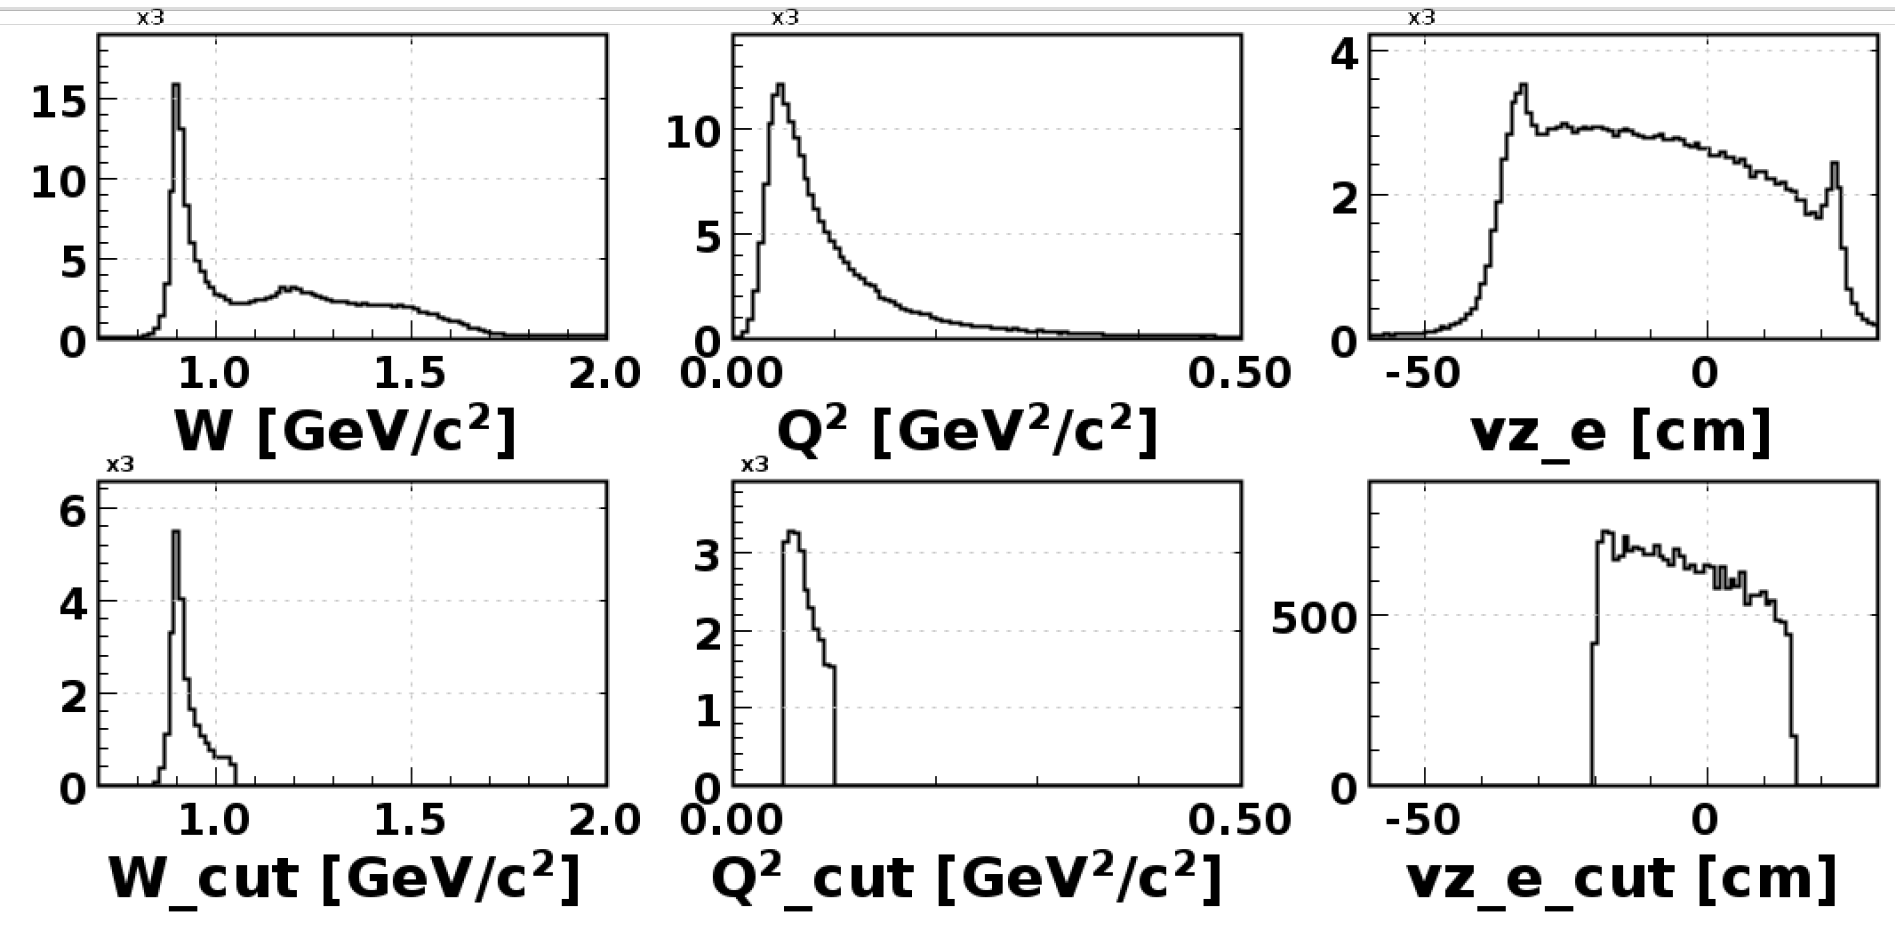 x3 x3 x3
15 10 4
10 5 2
5 0 0
0
1.0 1.5 2.0 0.00 0.50 -50 0
W [GeV/c²] Q² [GeV²/c²] vz_e [cm]
x3 x3
6 3 500
4 2 0
2 1
0 0
1.0 1.5 2.0 0.00 0.50 -50 0
W_cut [GeV/c²] Q²_cut [GeV²/c²] vz_e_cut [cm]